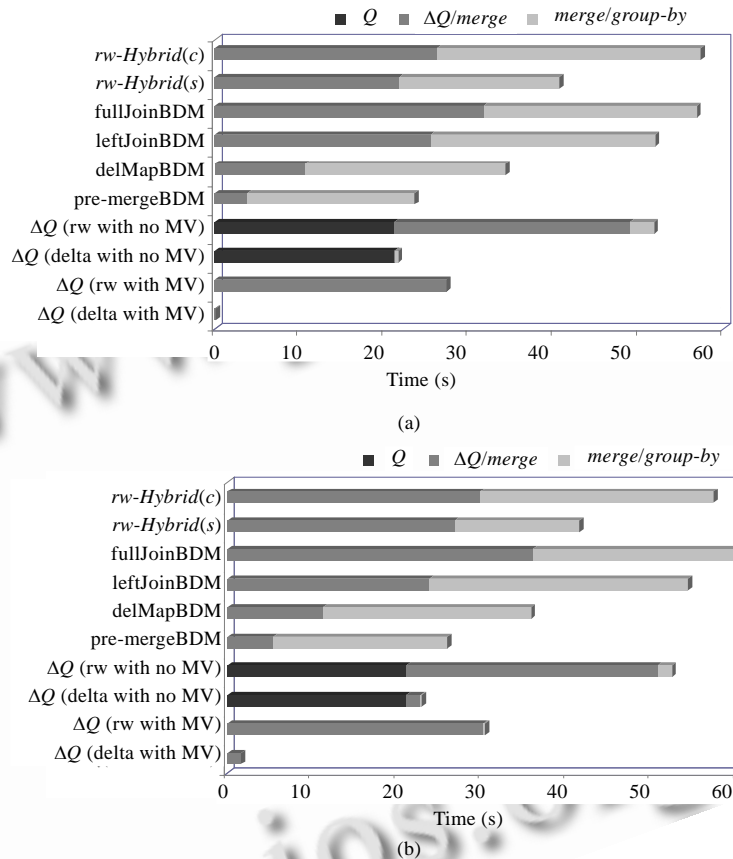 Q ΔQ/merge merge/group-by
rw-Hybrid(c)
rw-Hybrid(s)
fullJoinBDM
leftJoinBDM
delMapBDM
pre-mergeBDM
ΔQ (rw with no MV)
ΔQ (delta with no MV)
ΔQ (rw with MV)
ΔQ (delta with MV)
0 10 20 30 40 50 60
Time (s)
(a)
Q ΔQ/merge merge/group-by
rw-Hybrid(c)
rw-Hybrid(s)
fullJoinBDM
leftJoinBDM
delMapBDM
pre-mergeBDM
ΔQ (rw with no MV)
ΔQ (delta with no MV)
ΔQ (rw with MV)
ΔQ (delta with MV)
0 10 20 30 40 50 60
Time (s)
(b)